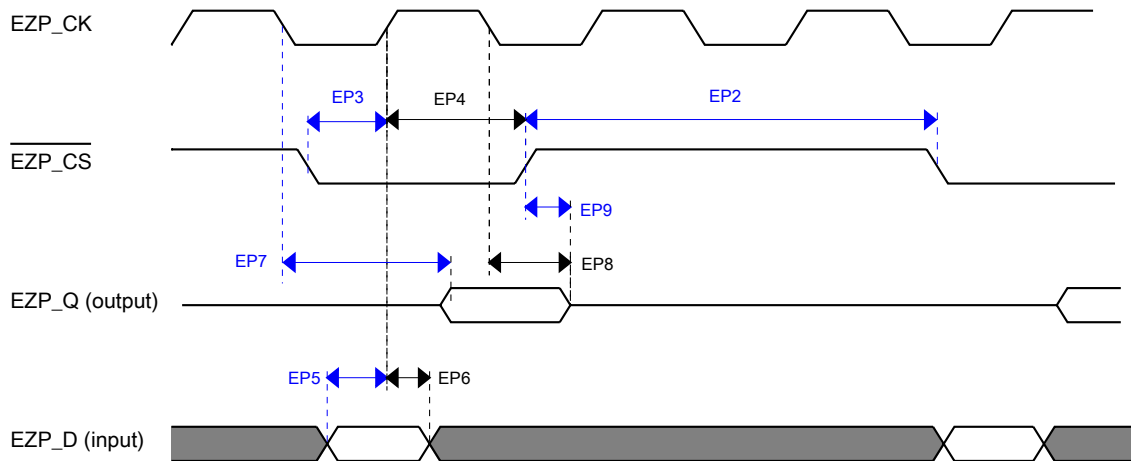 EZP_CK
EP3
EP4
EP2
EZP_CS
EP9
EP7
EP8
EZP_Q (output)
EP5
EP6
EZP_D (input)